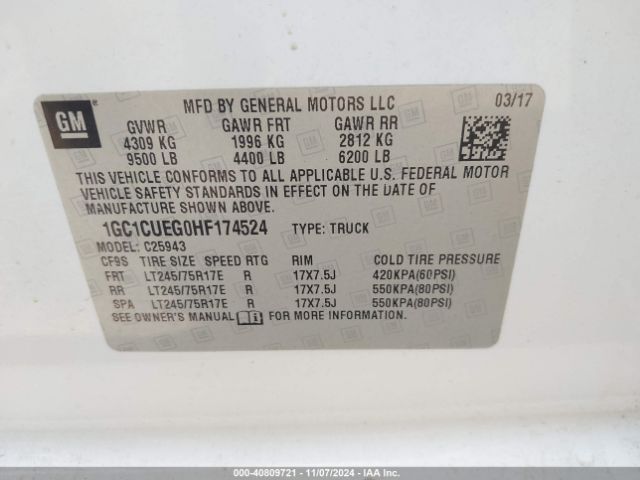 GM
MFD BY GENERAL MOTORS LLC 03/17
GVWR GAWR FRT GAWR RR
4309 KG 1996 KG 2812 KG
9500 LB 4400 LB 6200 LB
THIS VEHICLE CONFORMS TO ALL APPLICABLE U.S. FEDERAL MOTOR
VEHICLE SAFETY STANDARDS IN EFFECT ON THE DATE OF
MANUFACTURE SHOWN ABOVE.
1GC1CUEG0HF174524 TYPE: TRUCK
MODEL: C25943
CF9S TIRE SIZE SPEED RTG RIM COLD TIRE PRESSURE
FRT LT245/75R17E R 17X7.5J 420KPA(60PSI)
RR LT245/75R17E R 17X7.5J 550KPA(80PSI)
SPA LT245/75R17E R 17X7.5J 550KPA(80PSI)
SEE OWNER'S MANUAL FOR MORE INFORMATION.
00-40809721 - 11/07/2024 - IAA Inc.